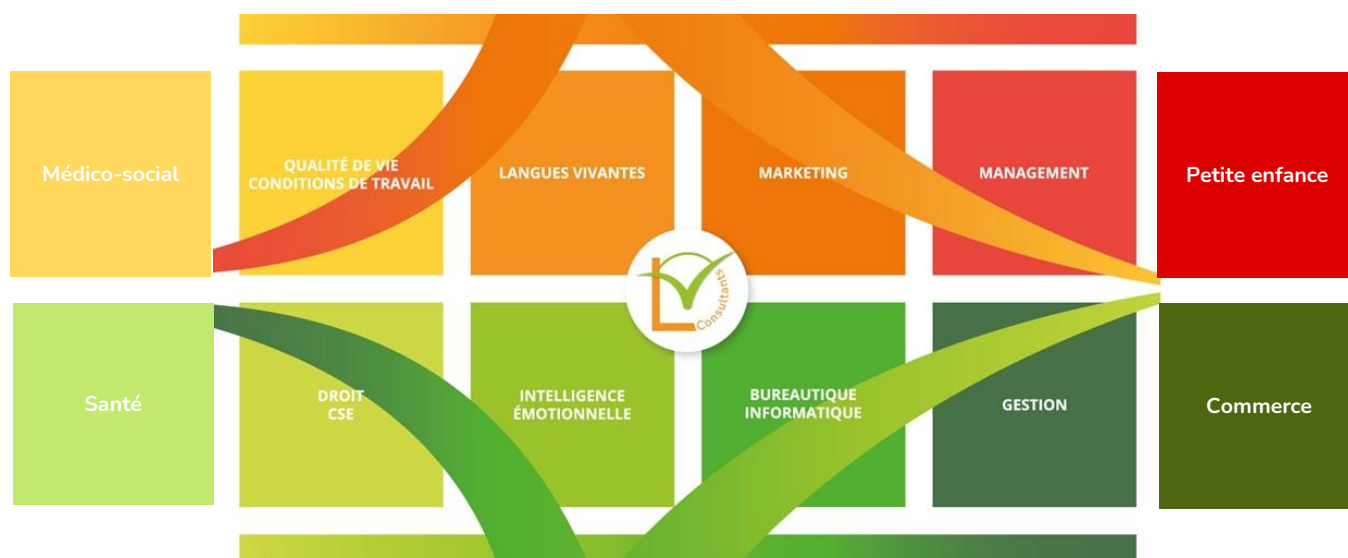 Médico-social
QUALITÉ DE VIE
CONDITIONS DE TRAVAIL
LANGUES VIVANTES
MARKETING
MANAGEMENT
Petite enfance
LV
Consultants
Santé
DROIT
CSE
INTELLIGENCE
ÉMOTIONNELLE
BUREAUTIQUE
INFORMATIQUE
GESTION
Commerce